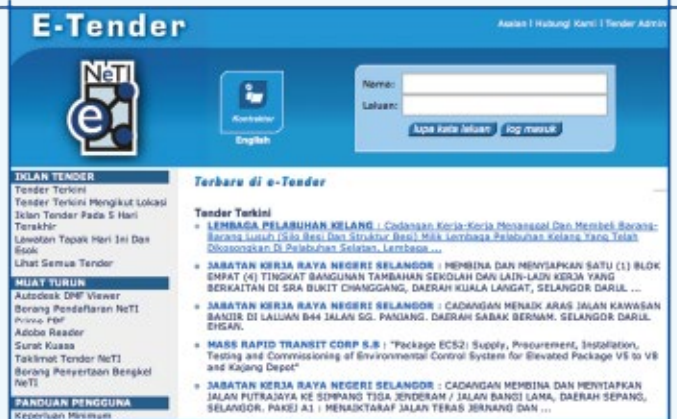 E-Tender
Asalan | Hubungi Kami | Tender Admin
NeTI
e
Kontraktor
English
Nama:
Laluan:
lupa kata laluan
log masuk
IKLAN TENDER
Tender Terkini
Tender Terkini Mengikut Lokasi
Iklan Tender Pada 5 Hari
Terakhir
Lawatan Tapak Hari Ini Dan
Esok
Lihat Semua Tender
MUAT TURUN
Autodesk DWF Viewer
Borang Pendaftaran NeTI
Primo PDF
Adobe Reader
Surat Kuasa
Taklimat Tender NeTI
Borang Penyertaan Bengkel
NeTI
PANDUAN PENGGUNA
Keperluan Minimum
Terbaru di e-Tender
Tender Terkini
LEMBAGA PELABUHAN KELANG : Cadangan Kerja-Kerja Menanggal Dan Membeli Barang-
Barang Lusuh (Silo Besi Dan Struktur Besi) Milik Lembaga Pelabuhan Kelang Yang Telah
Dikosongkan Di Pelabuhan Selatan, Lembaga ...
JABATAN KERJA RAYA NEGERI SELANGOR : MEMBINA DAN MENYIAPKAN SATU (1) BLOK
EMPAT (4) TINGKAT BANGUNAN TAMBAHAN SEKOLAH DAN LAIN-LAIN KERJA YANG
BERKAITAN DI SRA BUKIT CHANGGANG, DAERAH KUALA LANGAT, SELANGOR DARUL ...
JABATAN KERJA RAYA NEGERI SELANGOR : CADANGAN MENAIK ARAS JALAN KAWASAN
BANJIR DI LALUAN B44 JALAN SG. PANJANG, DAERAH SABAK BERNAM, SELANGOR DARUL
EHSAN.
MASS RAPID TRANSIT CORP S.B : "Package ECS2: Supply, Procurement, Installation,
Testing and Commissioning of Environmental Control System for Elevated Package V5 to V8
and Kajang Depot"
JABATAN KERJA RAYA NEGERI SELANGOR : CADANGAN MEMBINA DAN MENYIAPKAN
JALAN PUTRAJAYA KE SIMPANG TIGA JENDERAM / JALAN BANGI LAMA, DAERAH SEPANG,
SELANGOR. PAKEJ A1 : MENAIKTARAF JALAN TERAS JERNANG DAN ...